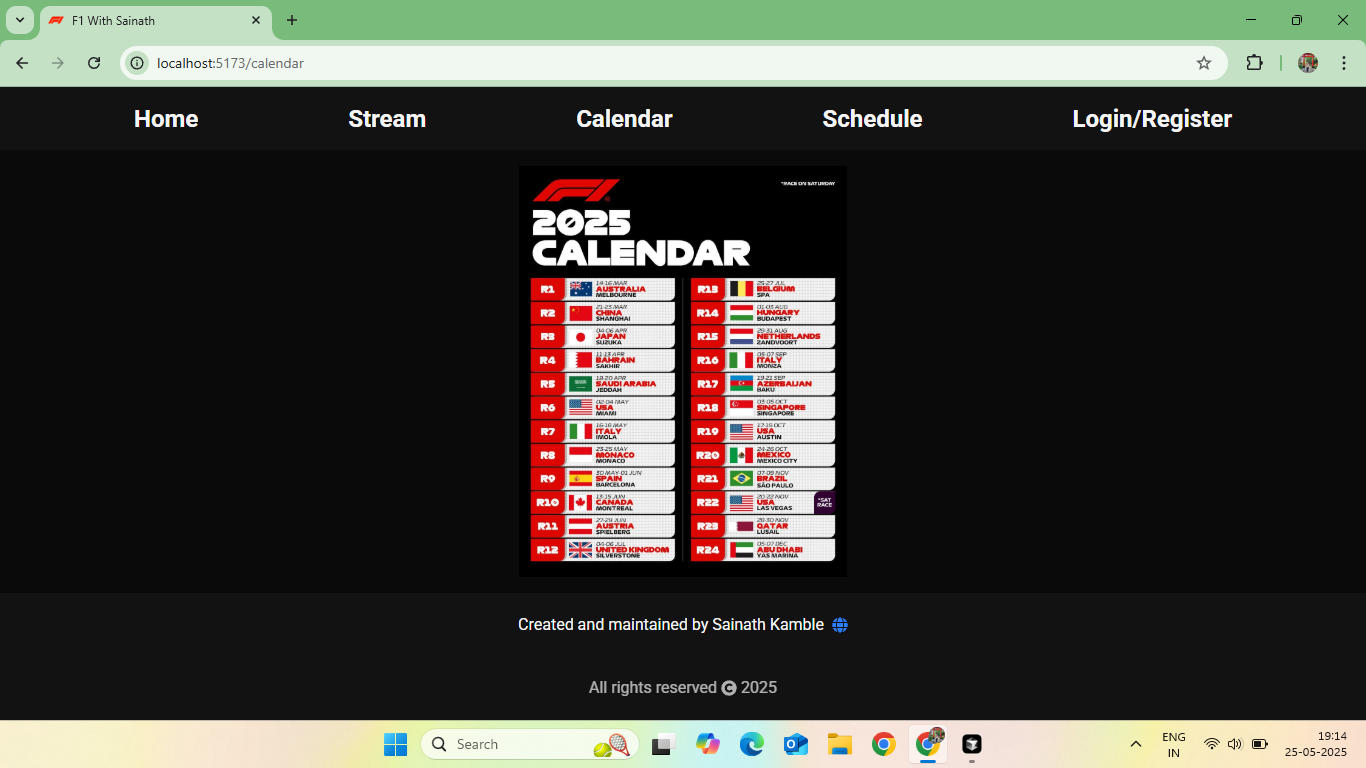 F1 With Sainath
localhost:5173/calendar
Home Stream Calendar Schedule Login/Register
*RACE ON SATURDAY
F1
2025
CALENDAR
R1 14-16 MAR
AUSTRALIA
MELBOURNE
R2 21-23 MAR
CHINA
SHANGHAI
R3 04-06 APR
JAPAN
SUZUKA
R4 11-13 APR
BAHRAIN
SAKHIR
R5 18-20 APR
SAUDI ARABIA
JEDDAH
R6 02-04 MAY
USA
MIAMI
R7 16-18 MAY
ITALY
IMOLA
R8 23-25 MAY
MONACO
MONACO
R9 30 MAY-01 JUN
SPAIN
BARCELONA
R10 13-15 JUN
CANADA
MONTREAL
R11 27-29 JUN
AUSTRIA
SPIELBERG
R12 04-06 JUL
UNITED KINGDOM
SILVERSTONE
R13 25-27 JUL
BELGIUM
SPA
R14 01-03 AUG
HUNGARY
BUDAPEST
R15 29-31 AUG
NETHERLANDS
ZANDVOORT
R16 05-07 SEP
ITALY
MONZA
R17 19-21 SEP
AZERBAIJAN
BAKU
R18 03-05 OCT
SINGAPORE
SINGAPORE
R19 17-19 OCT
USA
AUSTIN
R20 24-26 OCT
MEXICO
MEXICO CITY
R21 07-09 NOV
BRAZIL
SÃO PAULO
R22 20-22 NOV
USA
LAS VEGAS
*SAT
RACE
R23 28-30 NOV
QATAR
LUSAIL
R24 05-07 DEC
ABU DHABI
YAS MARINA
Created and maintained by Sainath Kamble
All rights reserved © 2025
Search
ENG
IN
19:14
25-05-2025